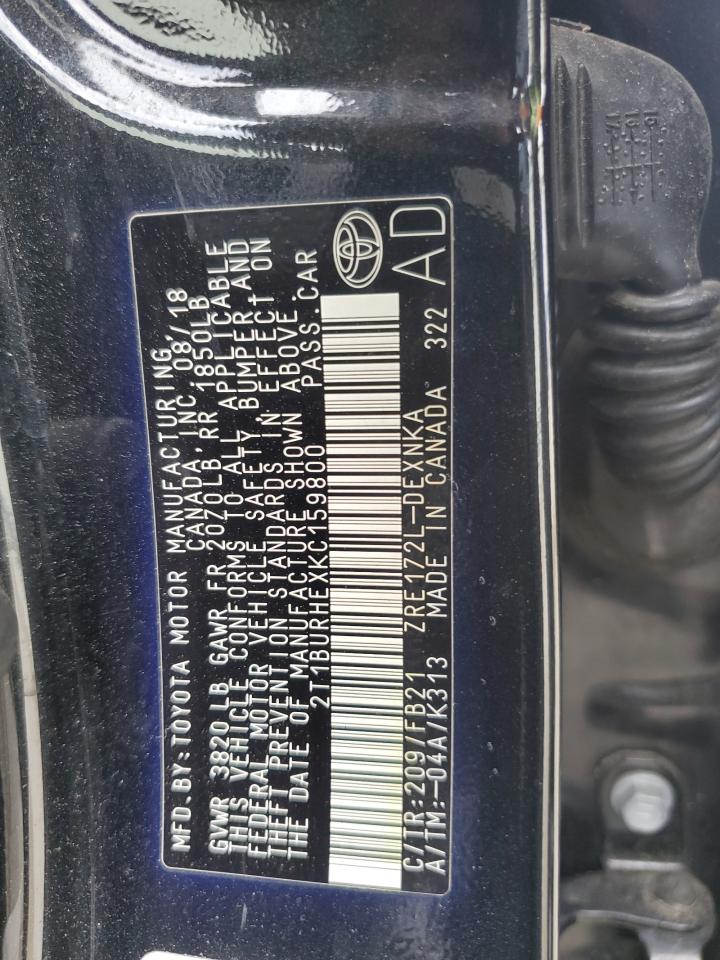 MFD.BY:TOYOTA MOTOR MANUFACTURING
CANADA, INC. 08/18
GVWR 3820 LB GAWR FR 2070LB RR 1850LB
THIS VEHICLE CONFORMS TO ALL APPLICABLE
FEDERAL MOTOR VEHICLE SAFETY, BUMPER, AND
THEFT PREVENTION STANDARDS IN EFFECT ON
THE DATE OF MANUFACTURE SHOWN ABOVE.
2T1BURHEXKC159800 PASS.CAR
C/TR:209/FB21 ZRE172L-DEXNKA
A/TM:-04A/K313 MADE IN CANADA 322
AD